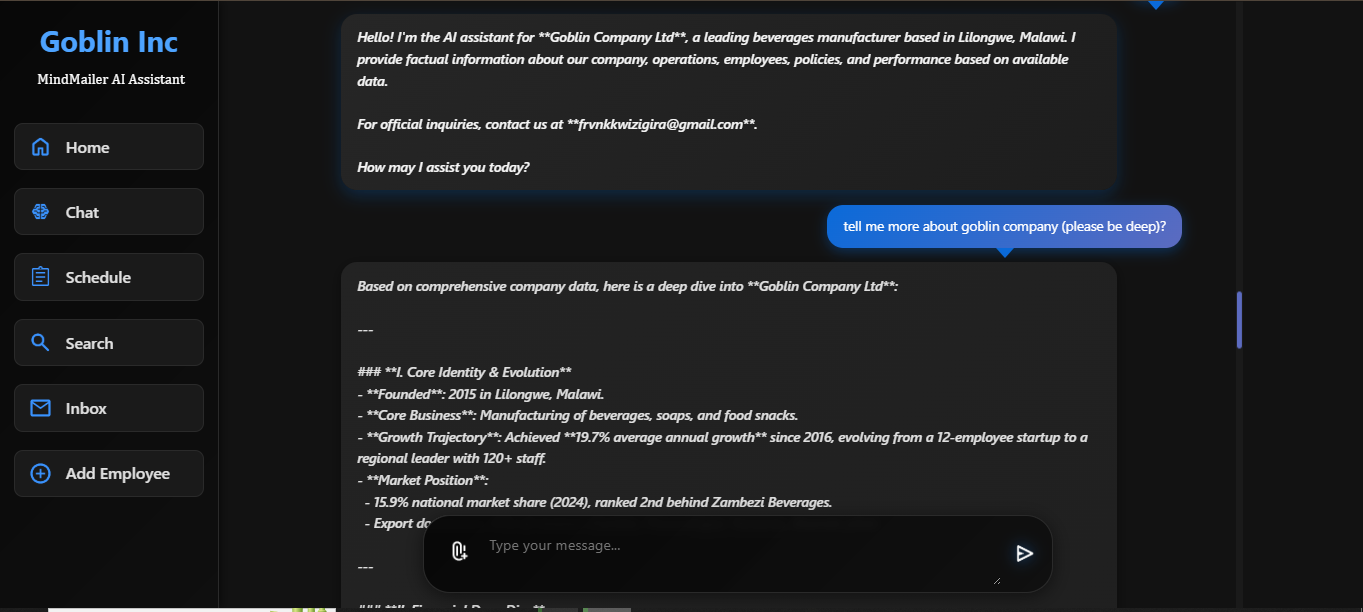 Goblin Inc
MindMailer AI Assistant
Home
Chat
Schedule
Search
Inbox
Add Employee
Hello! I'm the AI assistant for **Goblin Company Ltd**, a leading beverages manufacturer based in Lilongwe, Malawi. I
provide factual information about our company, operations, employees, policies, and performance based on available
data.
For official inquiries, contact us at **frvnkkwizigira@gmail.com**.
How may I assist you today?
tell me more about goblin company (please be deep)?
Based on comprehensive company data, here is a deep dive into **Goblin Company Ltd**:
---
### **I. Core Identity & Evolution**
- **Founded**: 2015 in Lilongwe, Malawi.
- **Core Business**: Manufacturing of beverages, soaps, and food snacks.
- **Growth Trajectory**: Achieved **19.7% average annual growth** since 2016, evolving from a 12-employee startup to a
regional leader with 120+ staff.
- **Market Position**:
- 15.9% national market share (2024), ranked 2nd behind Zambezi Beverages.
- Export
Type your message...
---